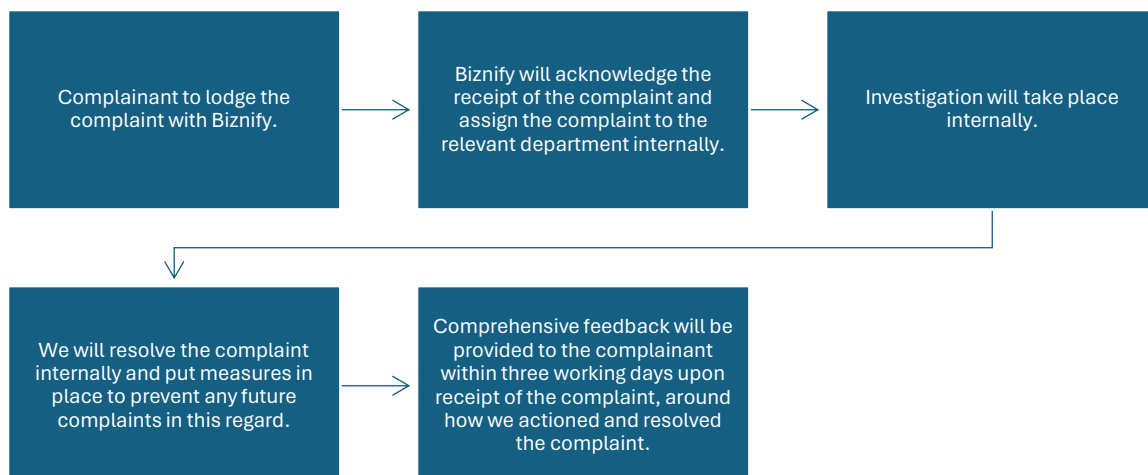 Complainant to lodge the
complaint with Biznify.
Biznify will acknowledge the
receipt of the complaint and
assign the complaint to the
relevant department internally.
Investigation will take place
internally.
We will resolve the complaint
internally and put measures in
place to prevent any future
complaints in this regard.
Comprehensive feedback will be
provided to the complainant
within three working days upon
receipt of the complaint, around
how we actioned and resolved
the complaint.